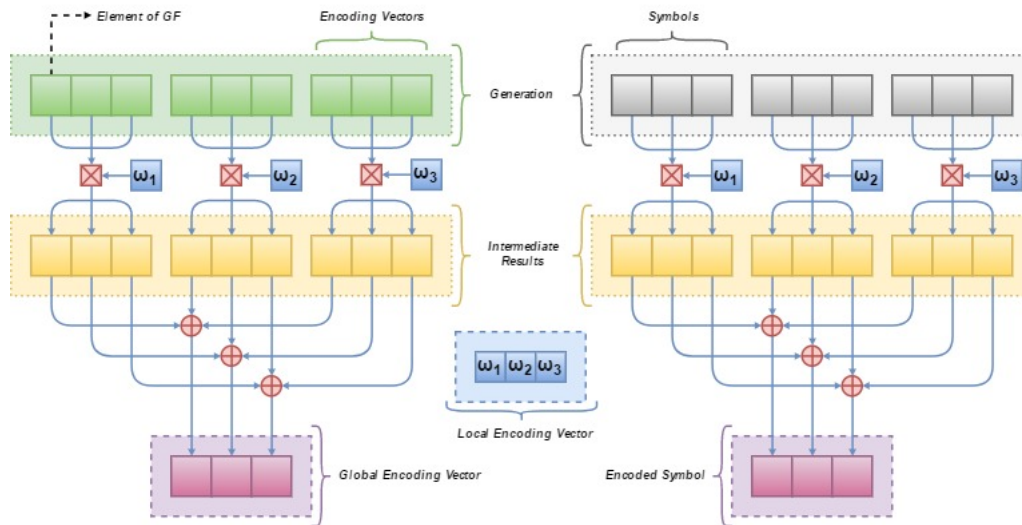 Element of GF
Encoding Vectors
Symbols
Generation
ω1
ω2
ω3
ω1
ω2
ω3
Intermediate
Results
ω1 ω2 ω3
Local Encoding Vector
Global Encoding Vector
Encoded Symbol